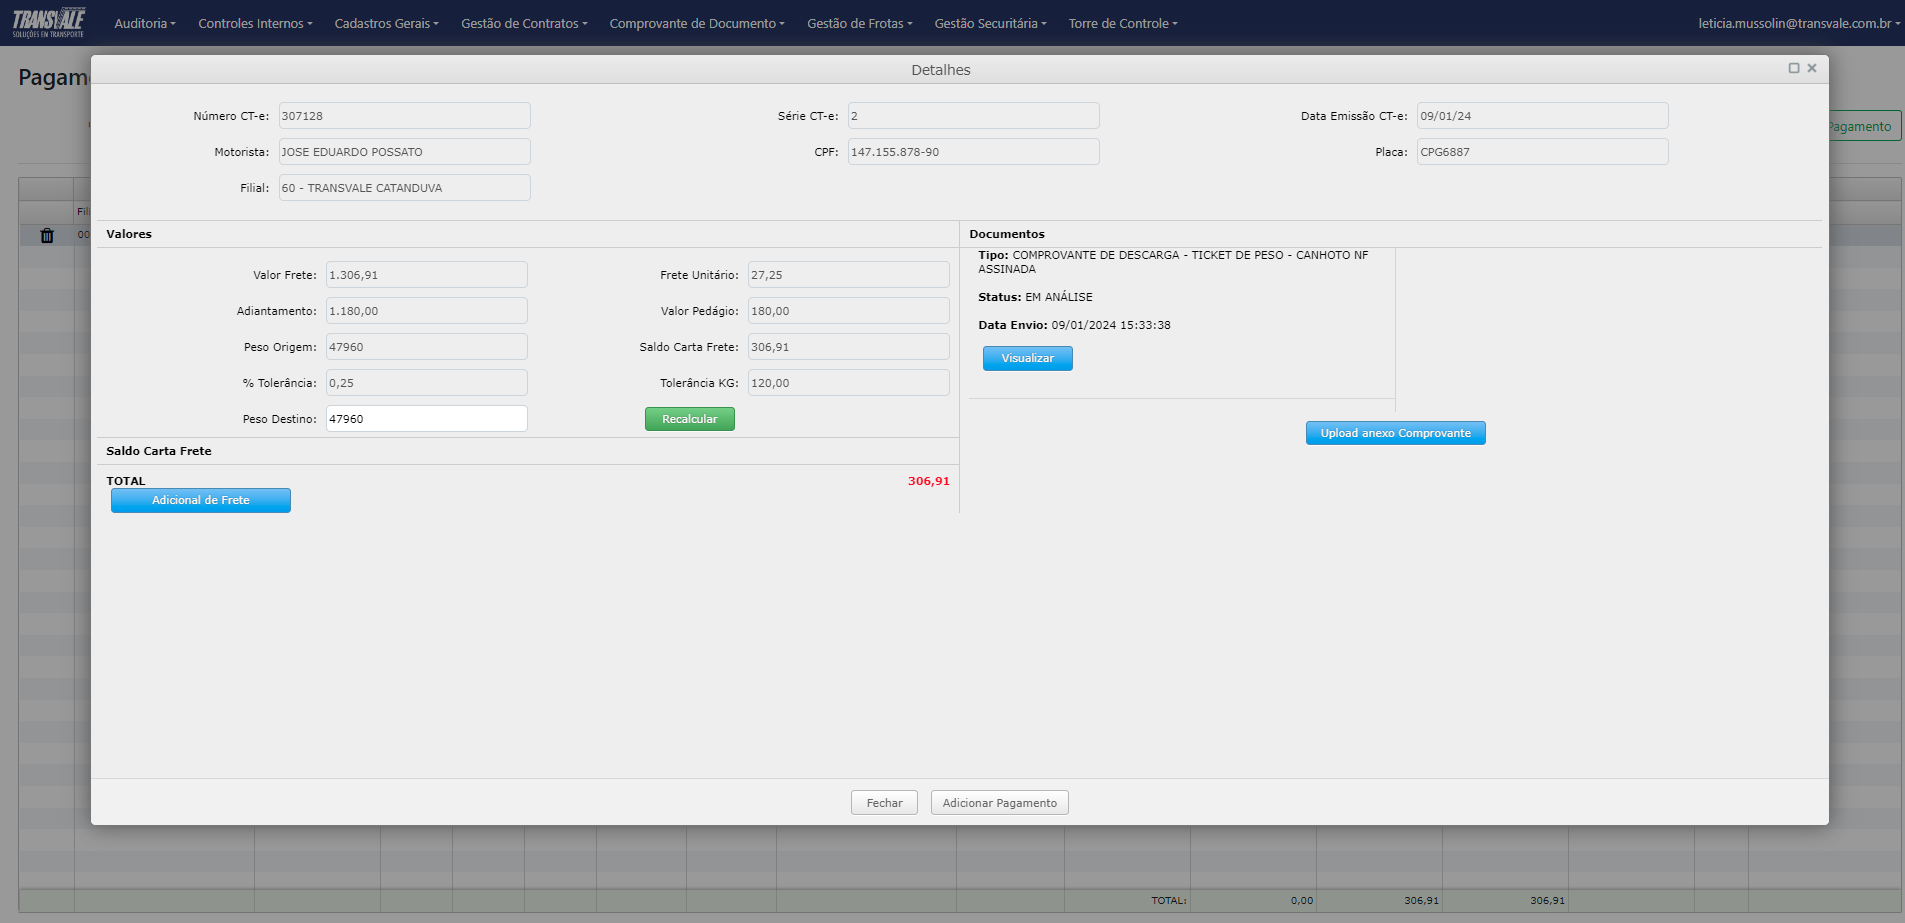 TRANSVALE
SOLUÇÕES EM TRANSPORTE
Auditoria
Controles Internos
Cadastros Gerais
Gestão de Contratos
Comprovante de Documento
Gestão de Frotas
Gestão Securitária
Torre de Controle
leticia.mussolin@transvale.com.br
Detalhes
Número CT-e: 307128
Série CT-e: 2
Data Emissão CT-e: 09/01/24
Pagamento
Motorista: JOSE EDUARDO POSSATO
CPF: 147.155.878-90
Placa: CPG6887
Filial: 60 - TRANSVALE CATANDUVA
Valores
Valor Frete: 1.306,91
Frete Unitário: 27,25
Adiantamento: 1.180,00
Valor Pedágio: 180,00
Peso Origem: 47960
Saldo Carta Frete: 306,91
% Tolerância: 0,25
Tolerância KG: 120,00
Peso Destino: 47960
Recalcular
Saldo Carta Frete
TOTAL 306,91
Adicional de Frete
Documentos
Tipo: COMPROVANTE DE DESCARGA - TICKET DE PESO - CANHOTO NF
ASSINADA
Status: EM ANÁLISE
Data Envio: 09/01/2024 15:33:38
Visualizar
Upload anexo Comprovante
Fechar
Adicionar Pagamento
TOTAL: 0,00 306,91 306,91